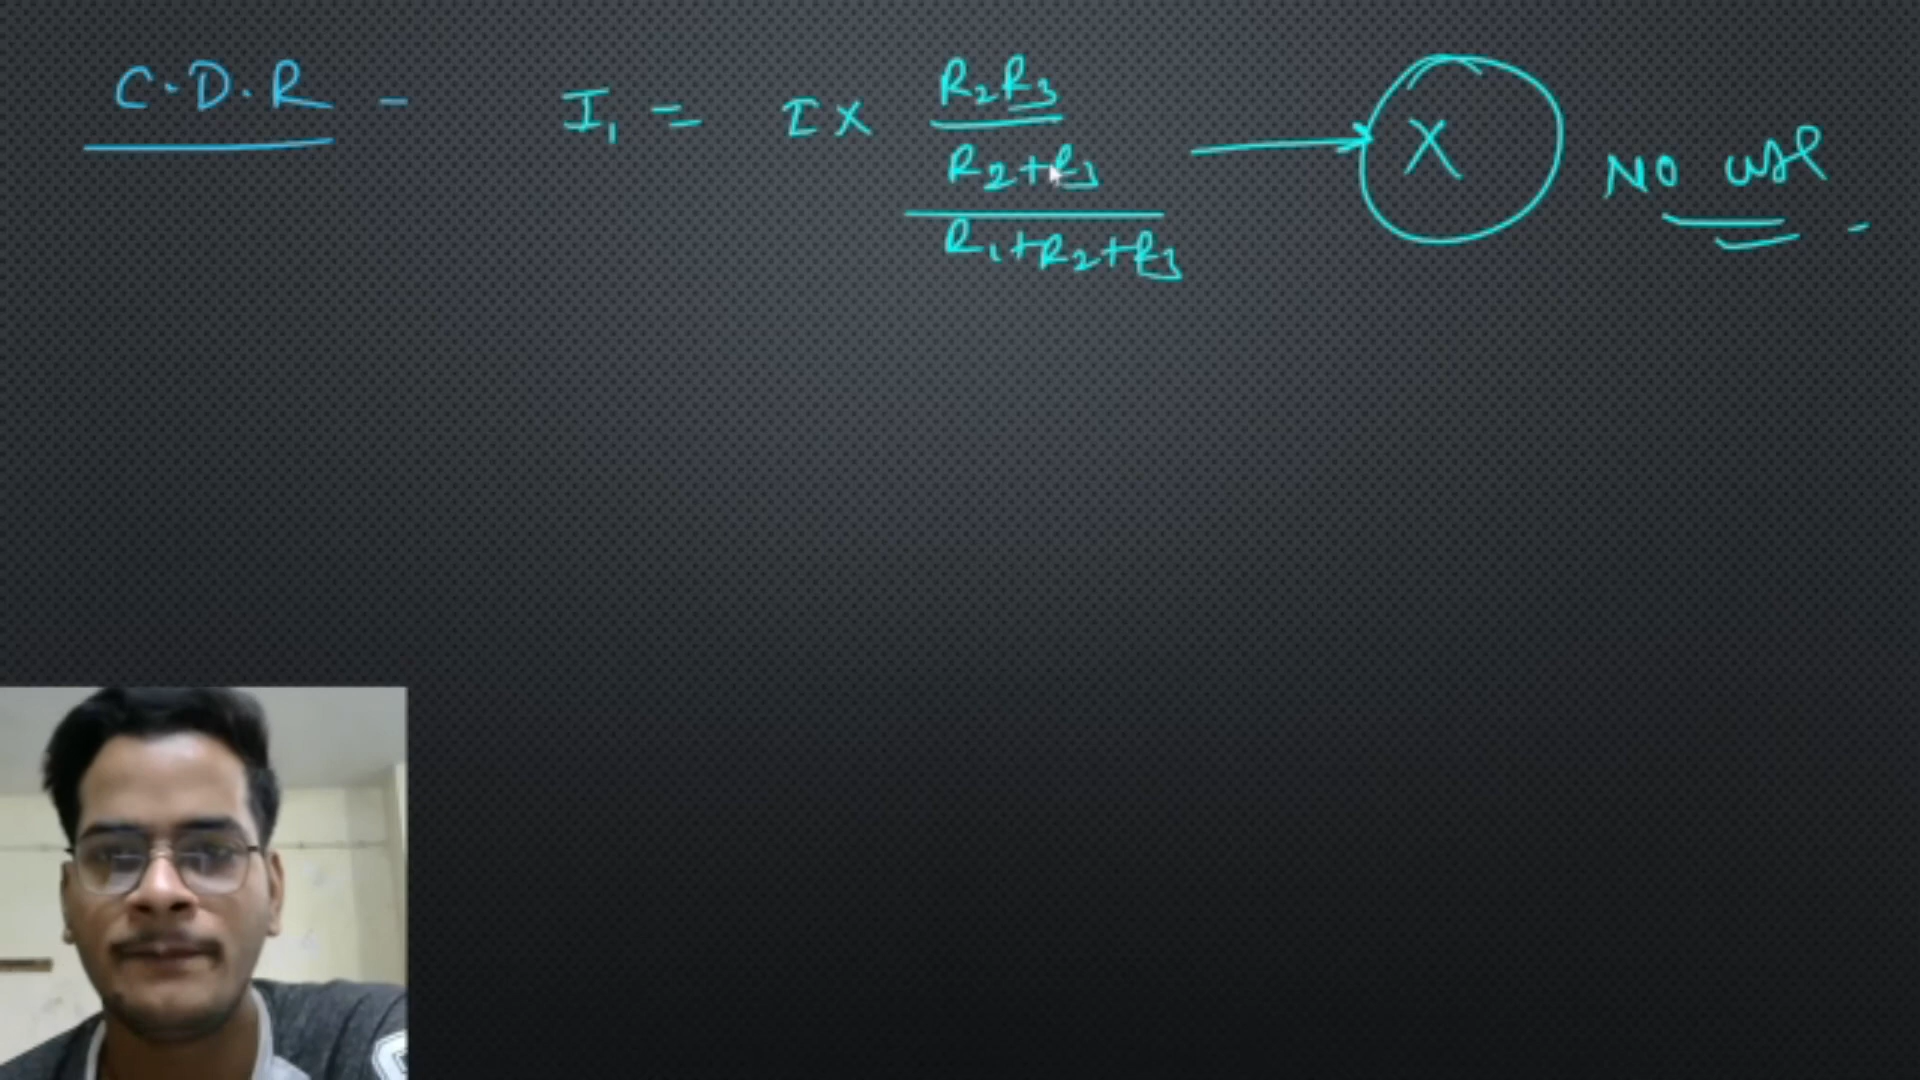 C.D.R - I₁ = I × R₂R₃ → X NO use.
R₂+R₃
R₁+R₂+R₃